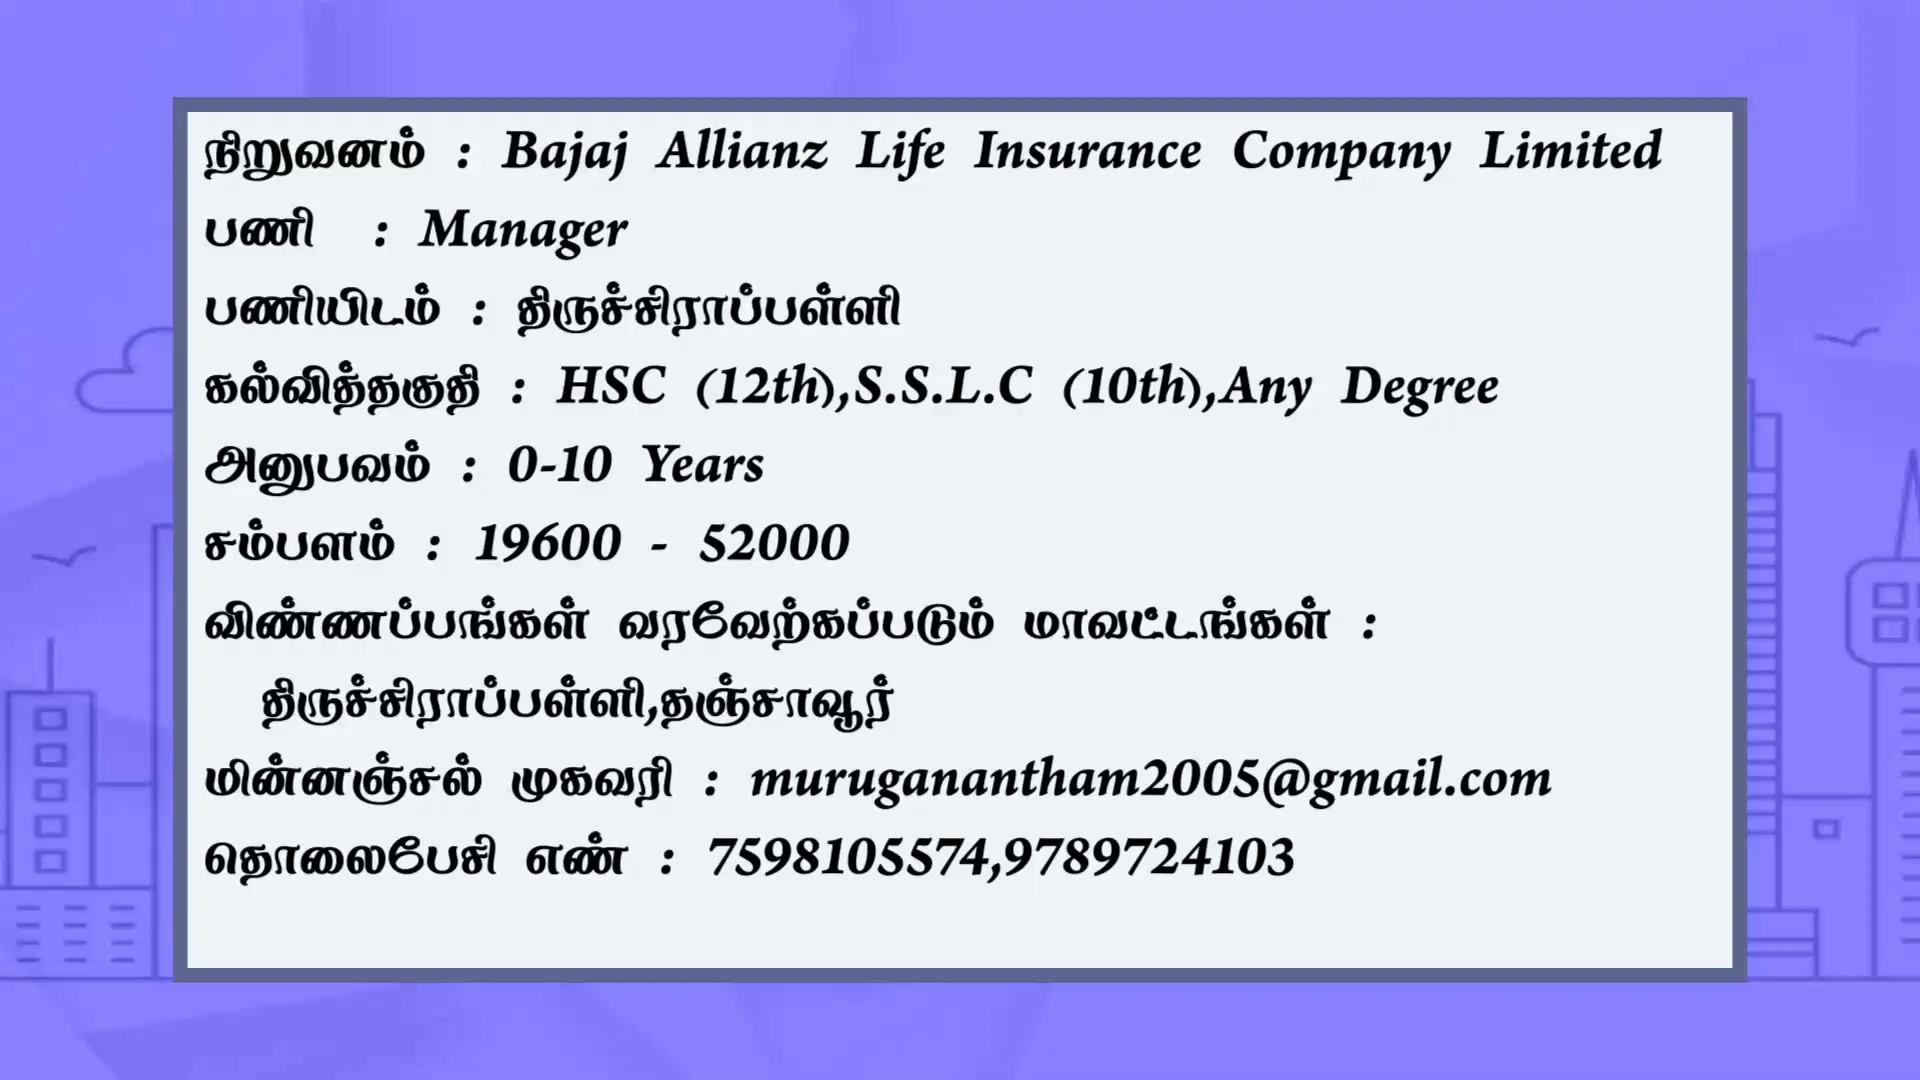 நிறுவனம் : Bajaj Allianz Life Insurance Company Limited
பணி : Manager
பணியிடம் : திருச்சிராப்பள்ளி
கல்வித்தகுதி : HSC (12th),S.S.L.C (10th),Any Degree
அனுபவம் : 0-10 Years
சம்பளம் : 19600 - 52000
விண்ணப்பங்கள் வரவேற்கப்படும் மாவட்டங்கள் :
திருச்சிராப்பள்ளி,தஞ்சாவூர்
மின்னஞ்சல் முகவரி : muruganantham2005@gmail.com
தொலைபேசி எண் : 7598105574,9789724103